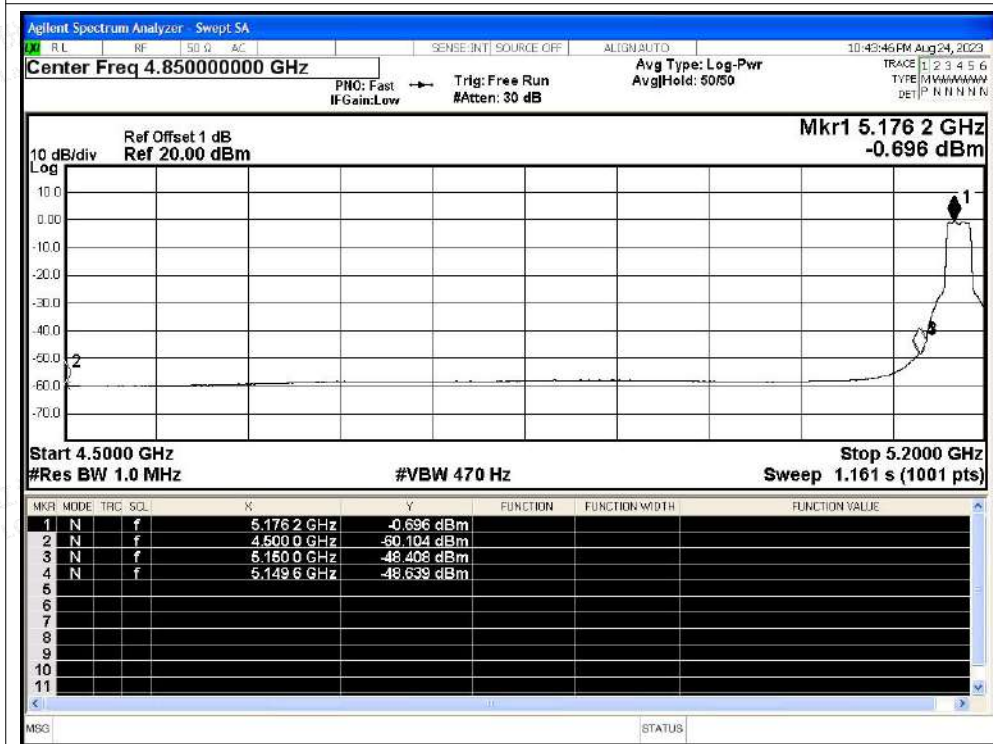 Agilent Spectrum Analyzer - Swept SA
LXI RL RF 50 Ω AC SENSE:INT SOURCE OFF ALIGN AUTO 10:43:46 PM Aug 24, 2023
Center Freq 4.850000000 GHz
PNO: Fast
IFGain:Low
Trig: Free Run
#Atten: 30 dB
Avg Type: Log-Pwr
Avg|Hold: 50/50
TRACE 1 2 3 4 5 6
TYPE MWWWWW
DET P N N N N N
Ref Offset 1 dB
10 dB/div Ref 20.00 dBm
Log
Mkr1 5.176 2 GHz
-0.696 dBm
10.0
0.00
-10.0
-20.0
-30.0
-40.0
-50.0
-60.0
-70.0
1
2
Start 4.5000 GHz Stop 5.2000 GHz
#Res BW 1.0 MHz #VBW 470 Hz Sweep 1.161 s (1001 pts)
MKR MODE TRC SCL X Y FUNCTION FUNCTION WIDTH FUNCTION VALUE
1 N f 5.176 2 GHz -0.696 dBm
2 N f 4.500 0 GHz -60.104 dBm
3 N f 5.150 0 GHz -48.408 dBm
4 N f 5.149 6 GHz -48.639 dBm
5
6
7
8
9
10
11
MSG STATUS